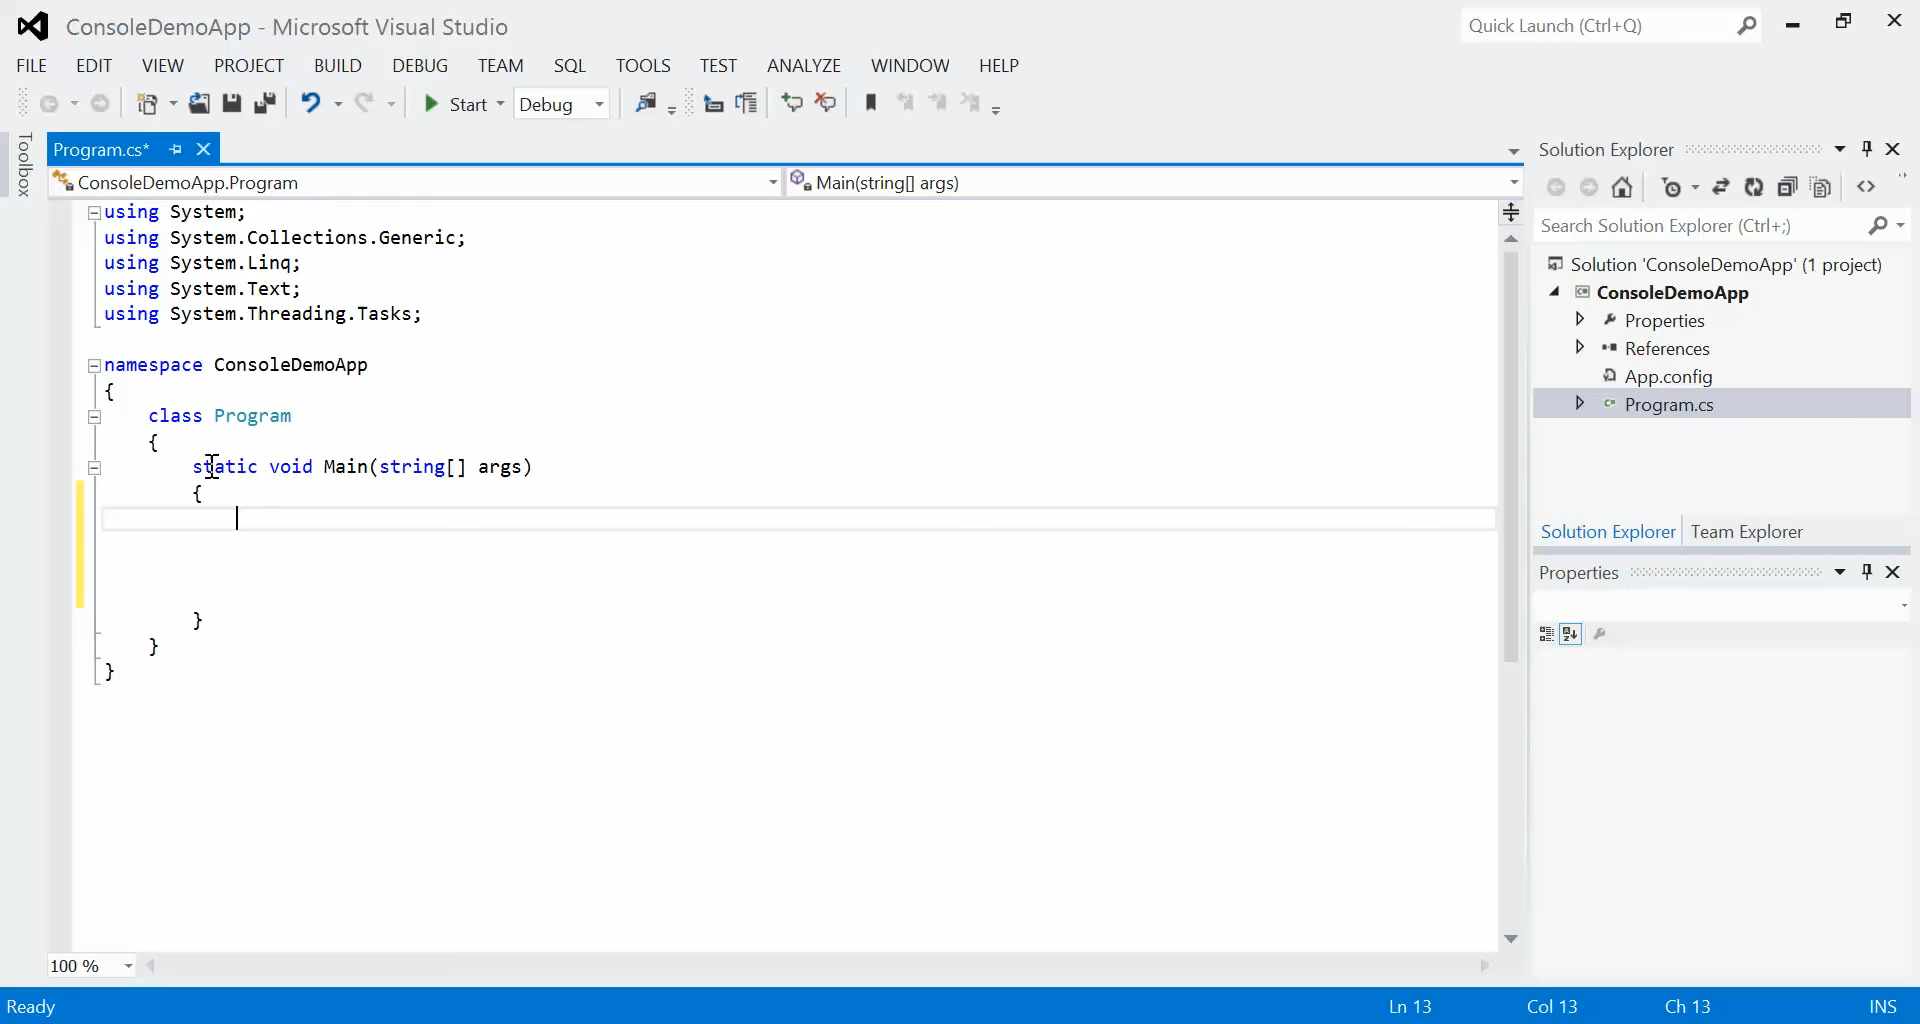 ConsoleDemoApp - Microsoft Visual Studio
Quick Launch (Ctrl+Q)
FILE EDIT VIEW PROJECT BUILD DEBUG TEAM SQL TOOLS TEST ANALYZE WINDOW HELP
Start Debug
Toolbox
Program.cs*
ConsoleDemoApp.Program
Main(string[] args)
using System;
using System.Collections.Generic;
using System.Linq;
using System.Text;
using System.Threading.Tasks;
namespace ConsoleDemoApp
{
class Program
{
static void Main(string[] args)
{
}
}
}
100 %
Solution Explorer
Search Solution Explorer (Ctrl+;)
Solution 'ConsoleDemoApp' (1 project)
ConsoleDemoApp
Properties
References
App.config
Program.cs
Solution Explorer Team Explorer
Properties
Ready Ln 13 Col 13 Ch 13 INS